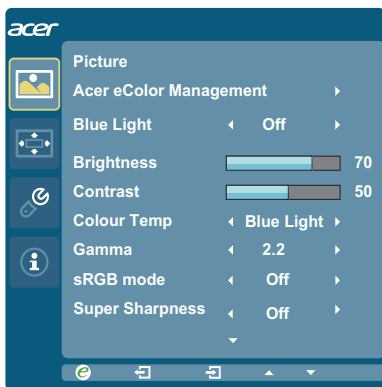 acer
Picture
Acer eColor Management
Blue Light Off
Brightness 70
Contrast 50
Colour Temp Blue Light
Gamma 2.2
sRGB mode Off
Super Sharpness Off
e